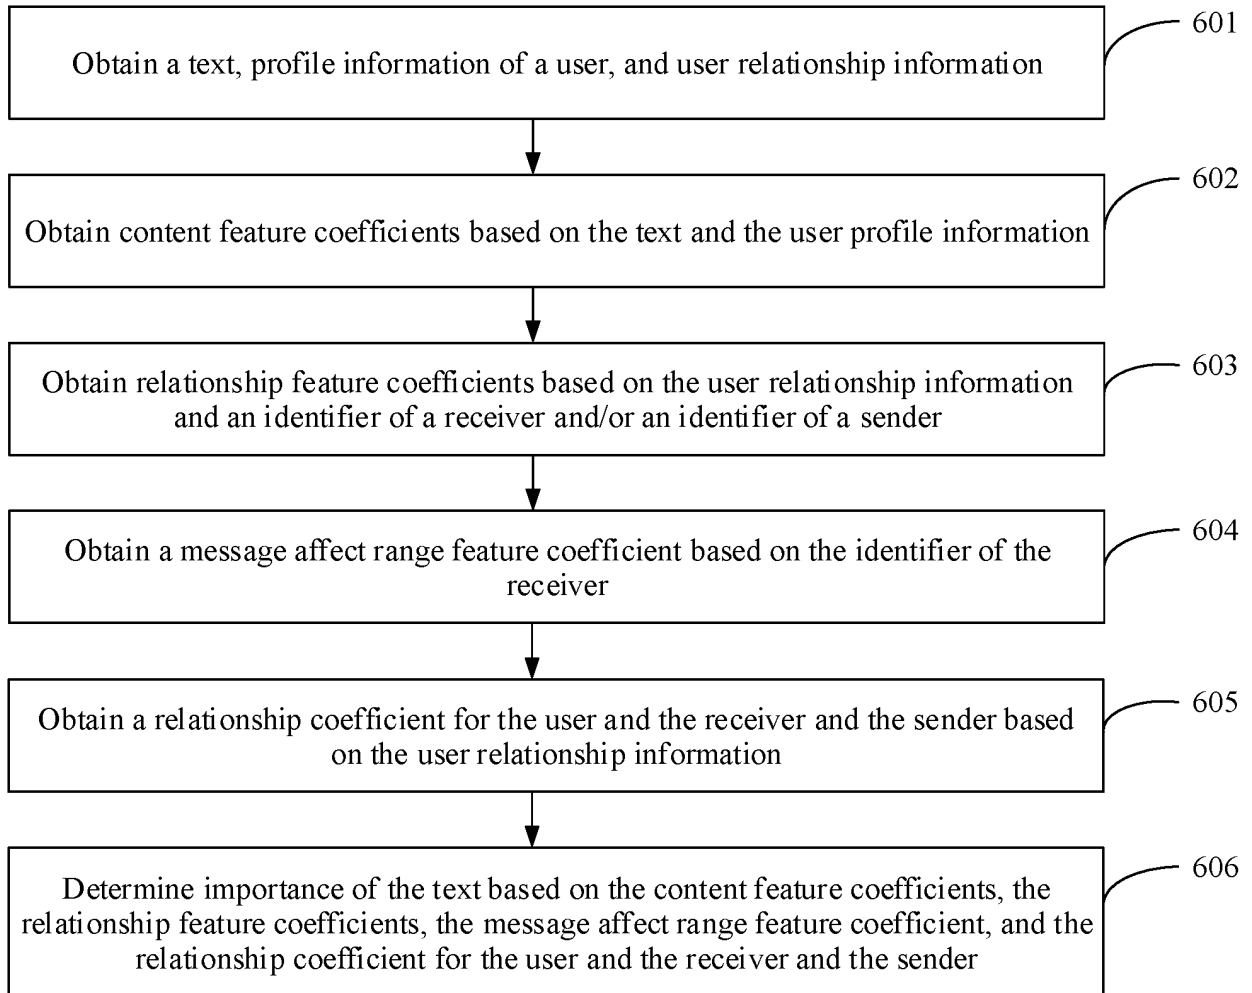 Obtain a text, profile information of a user, and user relationship information
601
Obtain content feature coefficients based on the text and the user profile information
602
Obtain relationship feature coefficients based on the user relationship information
and an identifier of a receiver and/or an identifier of a sender
603
Obtain a message affect range feature coefficient based on the identifier of the
receiver
604
Obtain a relationship coefficient for the user and the receiver and the sender based
on the user relationship information
605
Determine importance of the text based on the content feature coefficients, the
relationship feature coefficients, the message affect range feature coefficient, and the
relationship coefficient for the user and the receiver and the sender
606